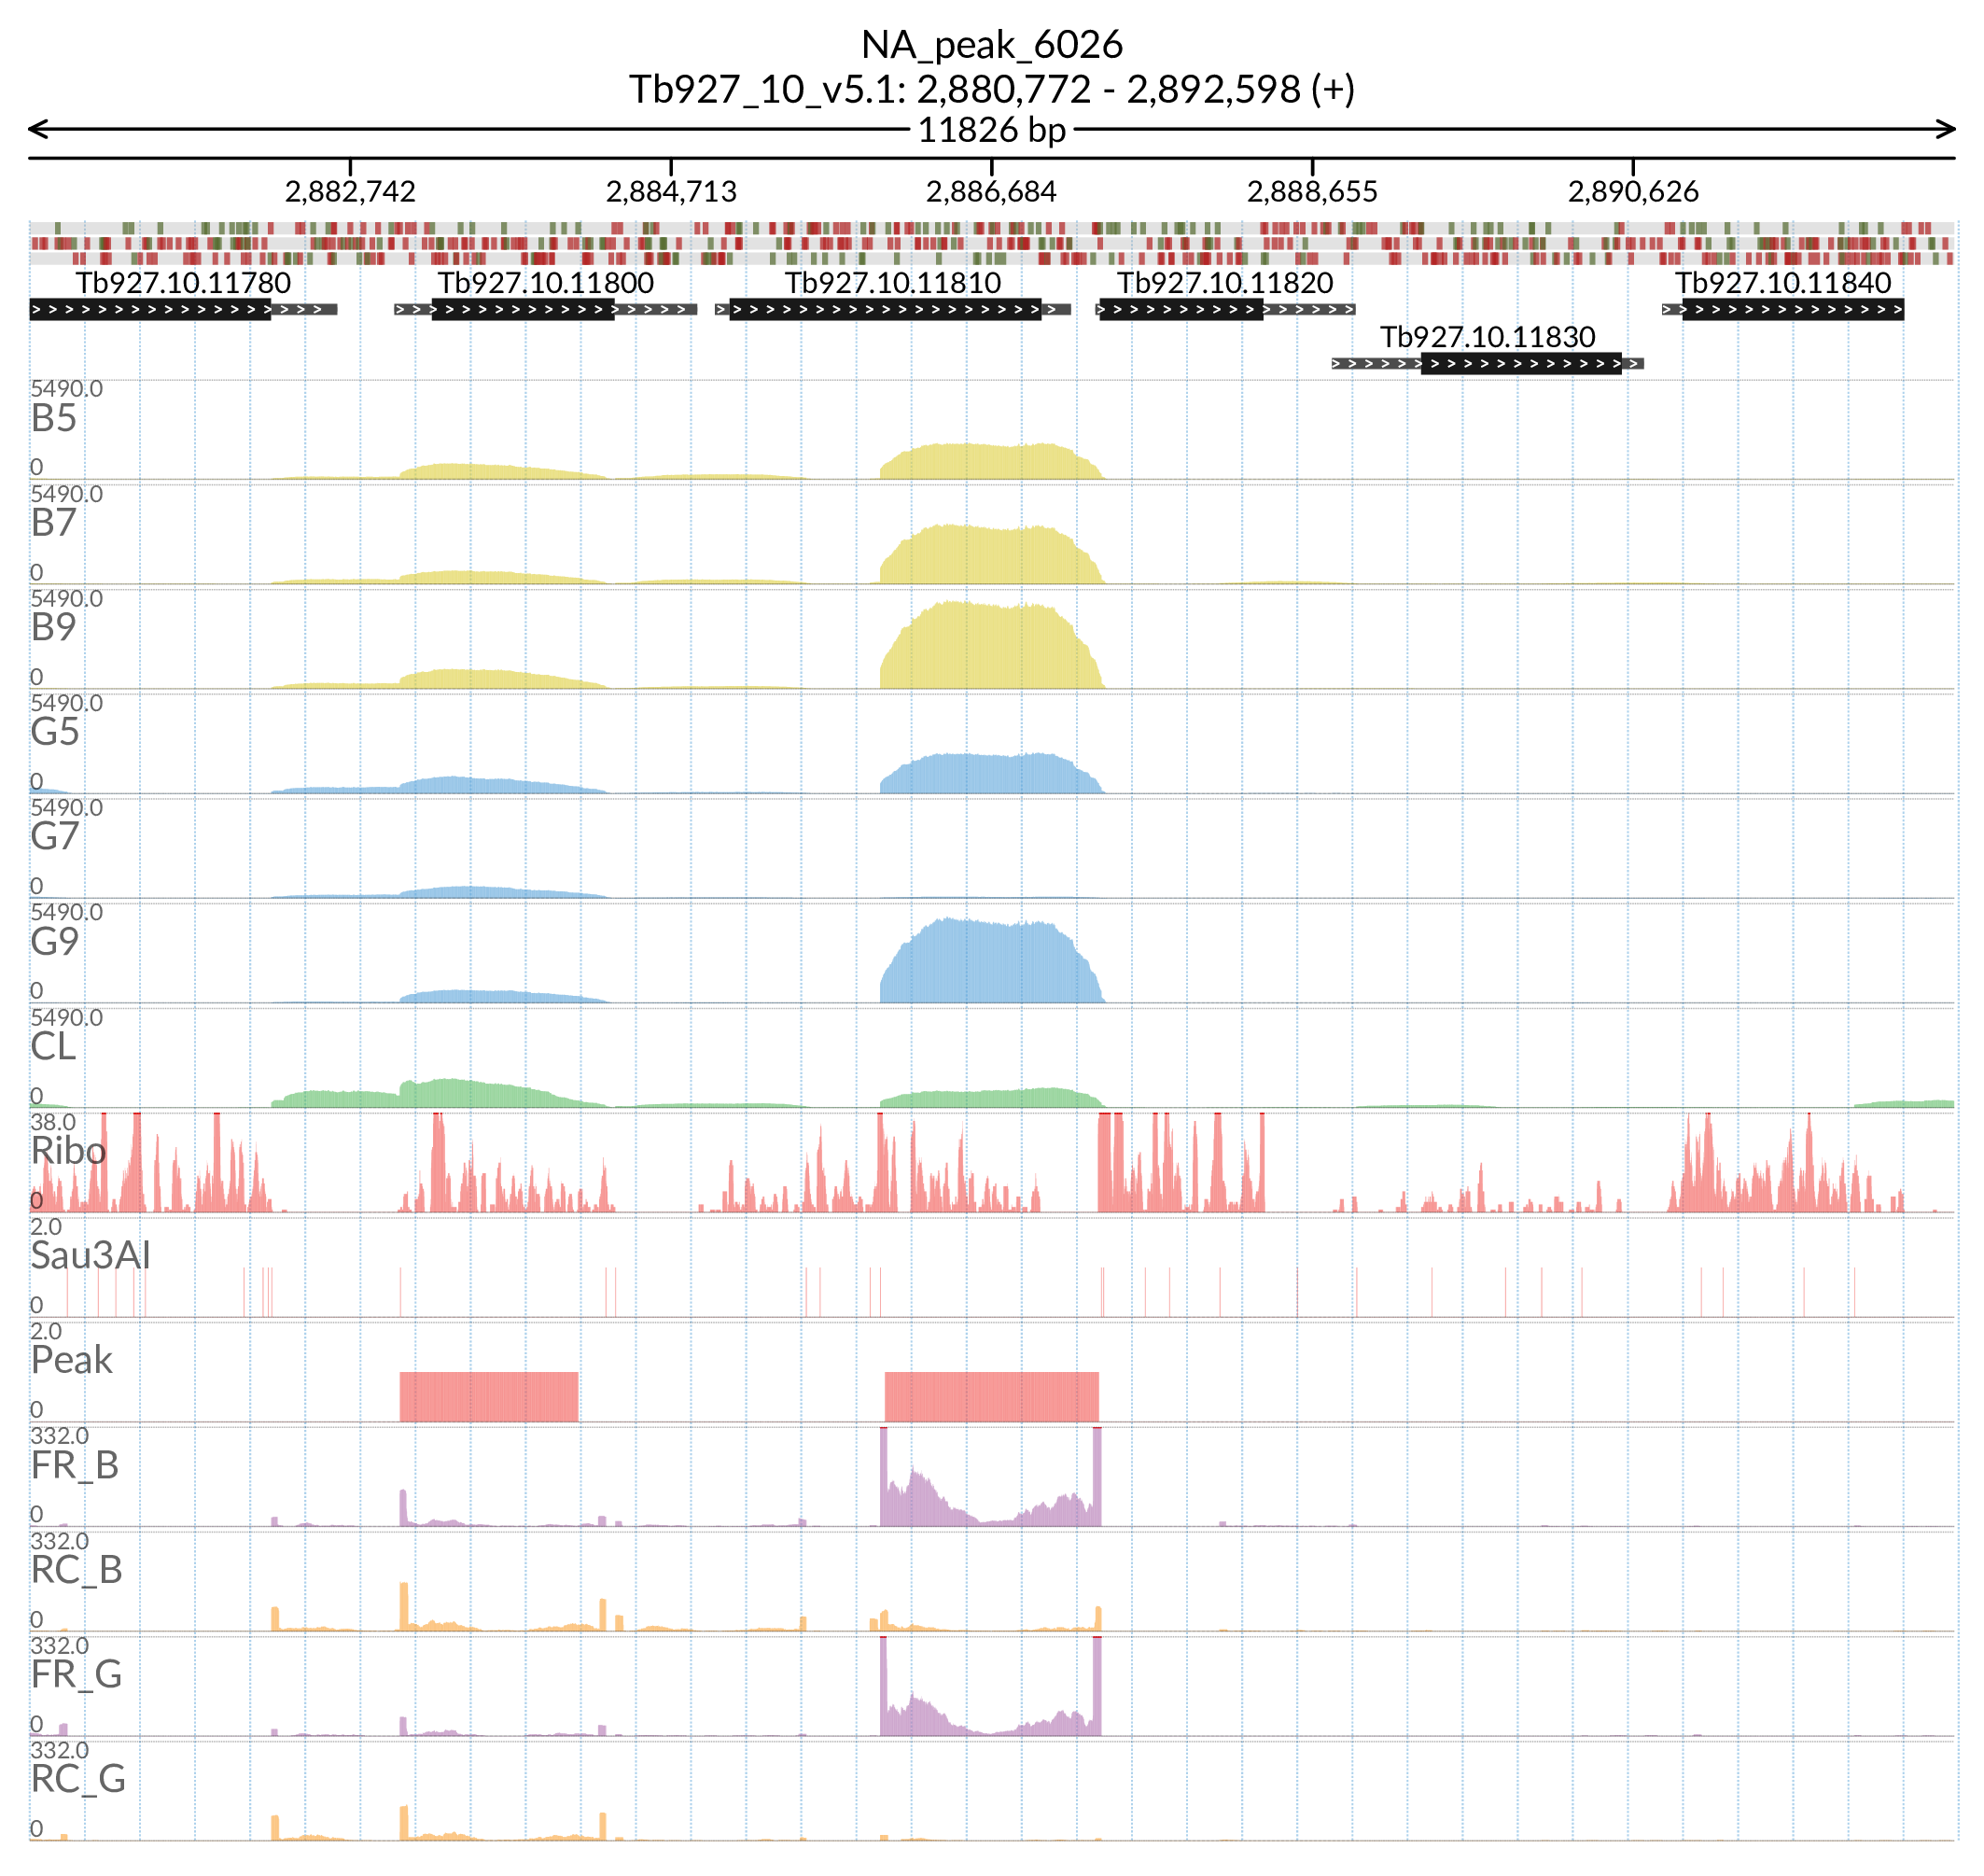 NA_peak_6026
Tb927_10_v5.1: 2,880,772 - 2,892,598 (+)
11826 bp
2,882,742 2,884,713 2,886,684 2,888,655 2,890,626
Tb927.10.11780 Tb927.10.11800 Tb927.10.11810 Tb927.10.11820 Tb927.10.11840
Tb927.10.11830
5490.0
B5
0
5490.0
B7
0
5490.0
B9
0
5490.0
G5
0
5490.0
G7
0
5490.0
G9
0
5490.0
CL
0
38.0
Ribo
0
2.0
Sau3AI
0
2.0
Peak
0
332.0
FR_B
0
332.0
RC_B
0
332.0
FR_G
0
332.0
RC_G
0